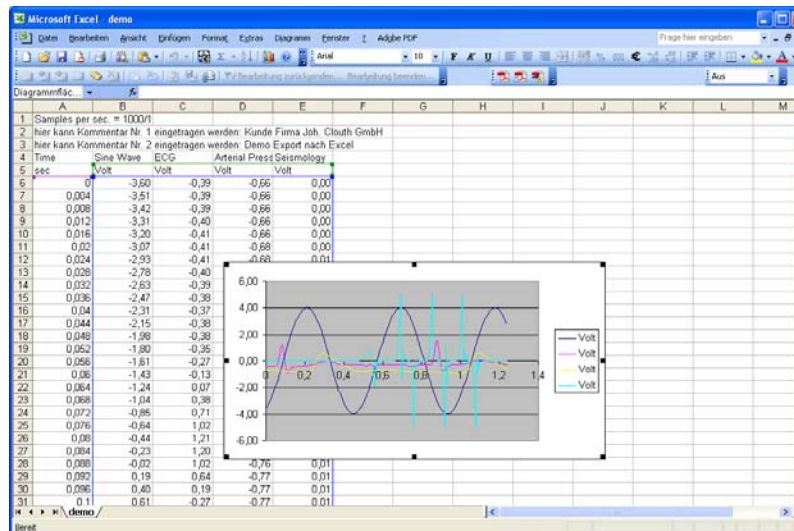 Microsoft Excel - demo
Datei Bearbeiten Ansicht Einfügen Format Extras Diagramm Fenster ? Adobe PDF
Frage hier eingeben
Arial 10 F K U
Bearbeitung zurückgeben... Bearbeitung beenden...
Aus
Diagrammfläc... fx
A B C D E F G H I J K L M
1 Samples per sec. = 1000/1
2 hier kann Kommentar Nr. 1 eingetragen werden: Kunde Firma Joh. Clouth GmbH
3 hier kann Kommentar Nr. 2 eingetragen werden: Demo Export nach Excel
4 Time Sine Wave ECG Arterial Press Seismology
5 sec Volt Volt Volt Volt
6 0 -3,60 -0,39 -0,66 0,00
7 0,004 -3,51 -0,39 -0,66 0,00
8 0,008 -3,42 -0,39 -0,66 0,00
9 0,012 -3,31 -0,40 -0,66 0,00
10 0,016 -3,20 -0,41 -0,66 0,00
11 0,02 -3,07 -0,41 -0,68 0,00
12 0,024 -2,93 -0,41 -0,68 0,01
13 0,028 -2,78 -0,40
14 0,032 -2,63 -0,39
15 0,036 -2,47 -0,38
16 0,04 -2,31 -0,37
17 0,044 -2,15 -0,38
18 0,048 -1,98 -0,38
19 0,052 -1,80 -0,35
20 0,056 -1,61 -0,27
21 0,06 -1,43 -0,13
22 0,064 -1,24 0,07
23 0,068 -1,04 0,38
24 0,072 -0,85 0,71
25 0,076 -0,64 1,02
26 0,08 -0,44 1,21
27 0,084 -0,23 1,20
28 0,088 -0,02 1,02 -0,76 0,01
29 0,092 0,19 0,64 -0,77 0,01
30 0,096 0,40 0,19 -0,77 0,01
31 0,1 0,61 -0,27 -0,77 0,01
6,00
4,00
2,00
0,00
-2,00
-4,00
-6,00
0 0,2 0,4 0,6 0,8 1 1,2 1,4
Volt
Volt
Volt
Volt
demo
Bereit